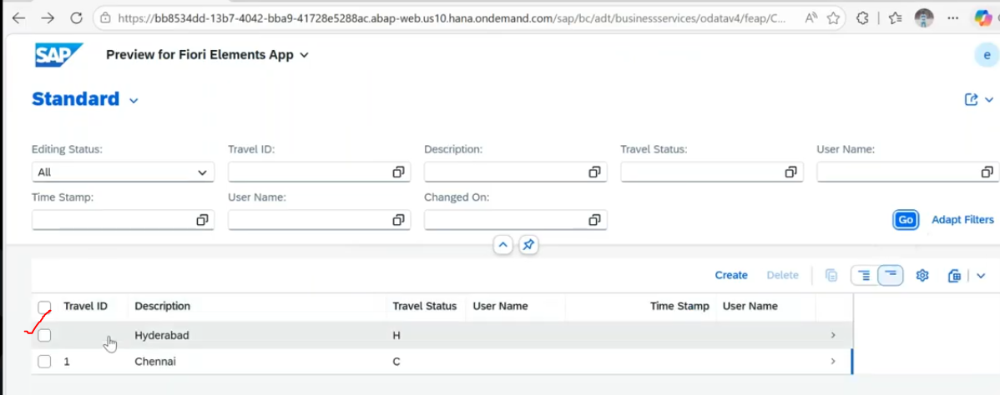 https://bb8534dd-13b7-4042-bba9-41728e5288ac.abap-web.us10.hana.ondemand.com/sap/bc/adt/businessservices/odatav4/feap/C...
SAP Preview for Fiori Elements App e
Standard
Editing Status: Travel ID: Description: Travel Status: User Name:
All
Time Stamp: User Name: Changed On:
Go Adapt Filters
Create Delete
Travel ID Description Travel Status User Name Time Stamp User Name
Hyderabad H
1 Chennai C